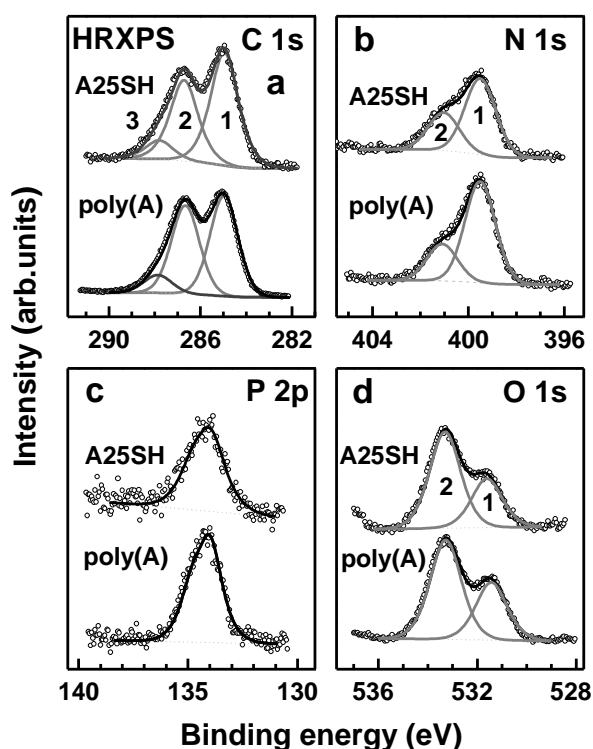 HRXPS C 1s
A25SH a
3 2 1
poly(A)
290 286 282
b N 1s
A25SH
2 1
poly(A)
404 400 396
c P 2p
A25SH
poly(A)
140 135 130
d O 1s
A25SH
2 1
poly(A)
536 532 528
Intensity (arb.units)
Binding energy (eV)